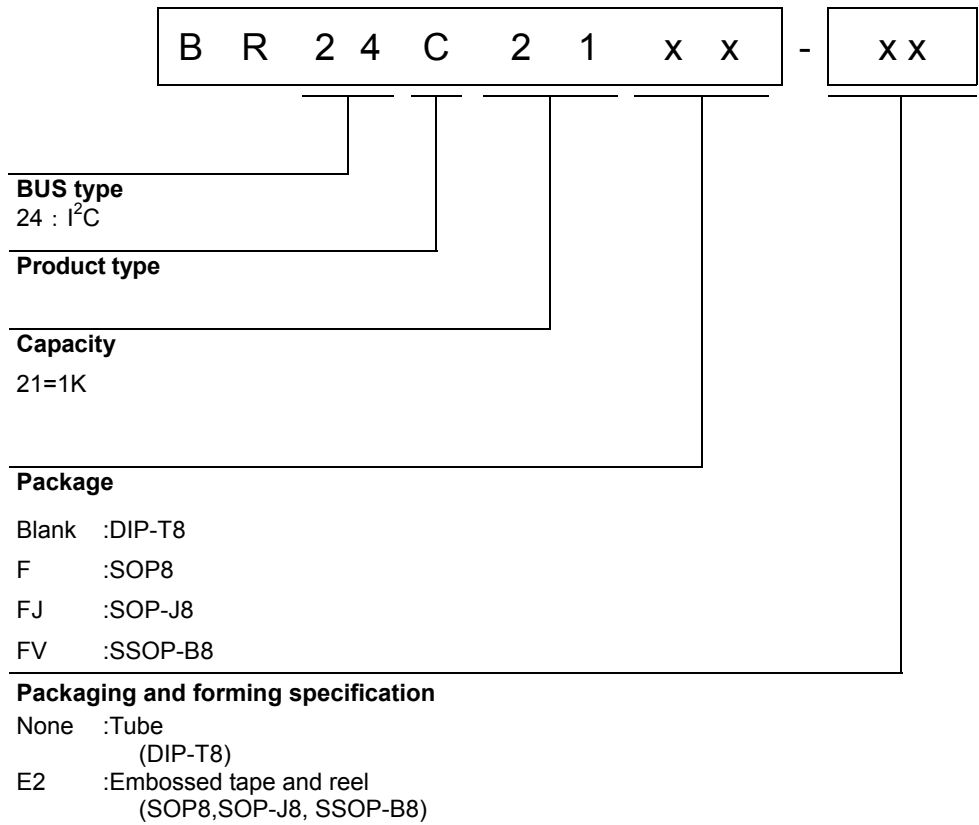 B R 2 4 C 2 1 x x - x x
BUS type
24 : I²C
Product type
Capacity
21=1K
Package
Blank :DIP-T8
F :SOP8
FJ :SOP-J8
FV :SSOP-B8
Packaging and forming specification
None :Tube
(DIP-T8)
E2 :Embossed tape and reel
(SOP8,SOP-J8, SSOP-B8)